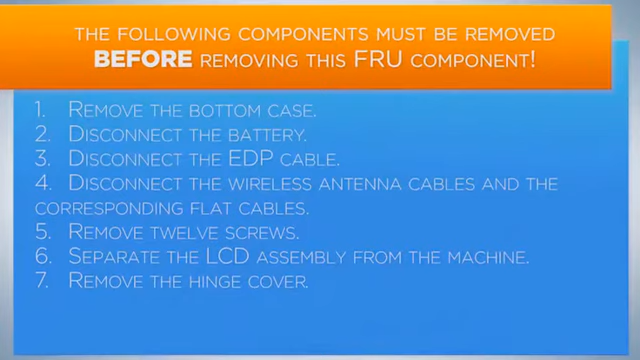 THE FOLLOWING COMPONENTS MUST BE REMOVED
BEFORE REMOVING THIS FRU COMPONENT!
1. REMOVE THE BOTTOM CASE.
2. DISCONNECT THE BATTERY.
3. DISCONNECT THE EDP CABLE.
4. DISCONNECT THE WIRELESS ANTENNA CABLES AND THE
CORRESPONDING FLAT CABLES.
5. REMOVE TWELVE SCREWS.
6. SEPARATE THE LCD ASSEMBLY FROM THE MACHINE.
7. REMOVE THE HINGE COVER.